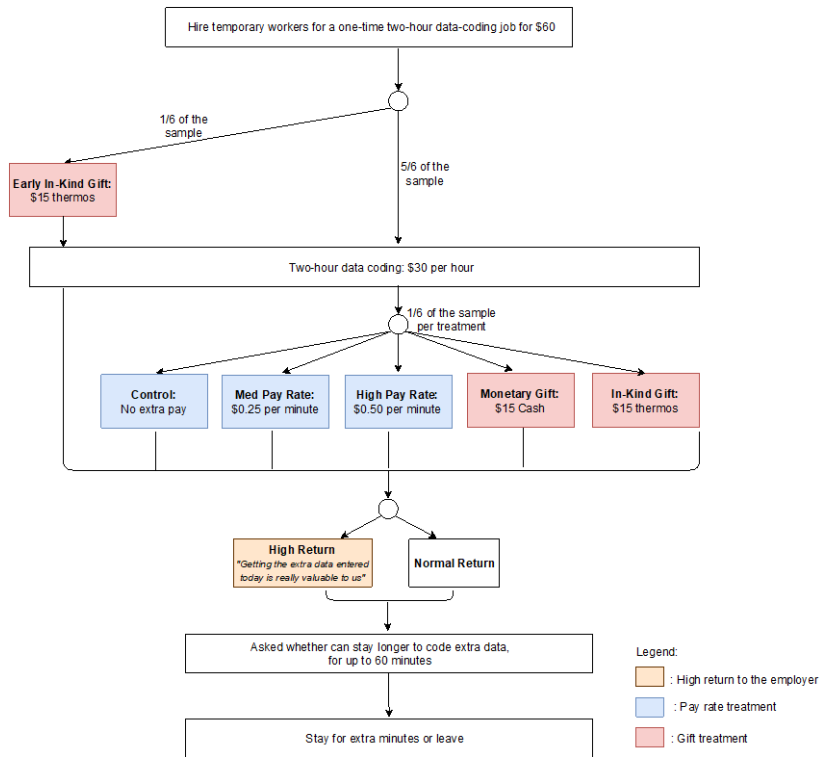 Hire temporary workers for a one-time two-hour data-coding job for $60
1/6 of the
sample
5/6 of the
sample
Early In-Kind Gift:
$15 thermos
Two-hour data coding: $30 per hour
1/6 of the sample
per treatment
Control:
No extra pay
Med Pay Rate:
$0.25 per minute
High Pay Rate:
$0.50 per minute
Monetary Gift:
$15 Cash
In-Kind Gift:
$15 thermos
High Return
"Getting the extra data entered
today is really valuable to us"
Normal Return
Asked whether can stay longer to code extra data,
for up to 60 minutes
Stay for extra minutes or leave
Legend:
: High return to the employer
: Pay rate treatment
: Gift treatment